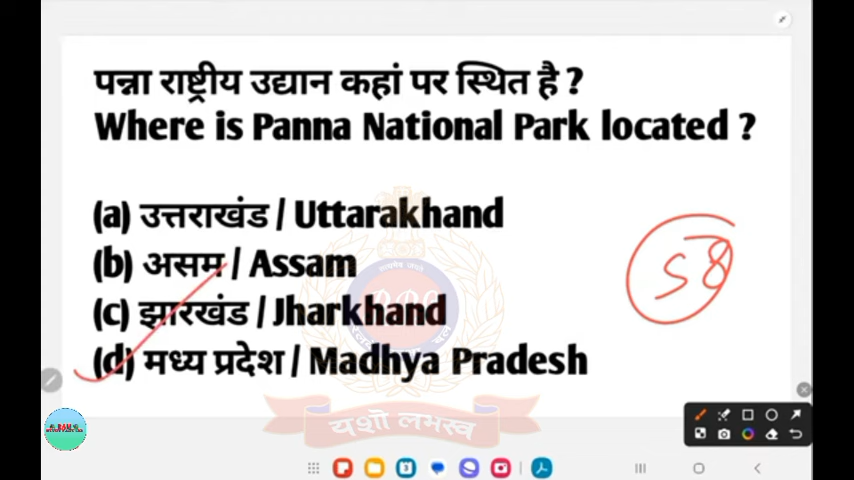 पन्ना राष्ट्रीय उद्यान कहां पर स्थित है ?
Where is Panna National Park located ?
(a) उत्तराखंड / Uttarakhand
(b) असम / Assam
(c) झारखंड / Jharkhand
(d) मध्य प्रदेश / Madhya Pradesh
58
यशो लभस्व